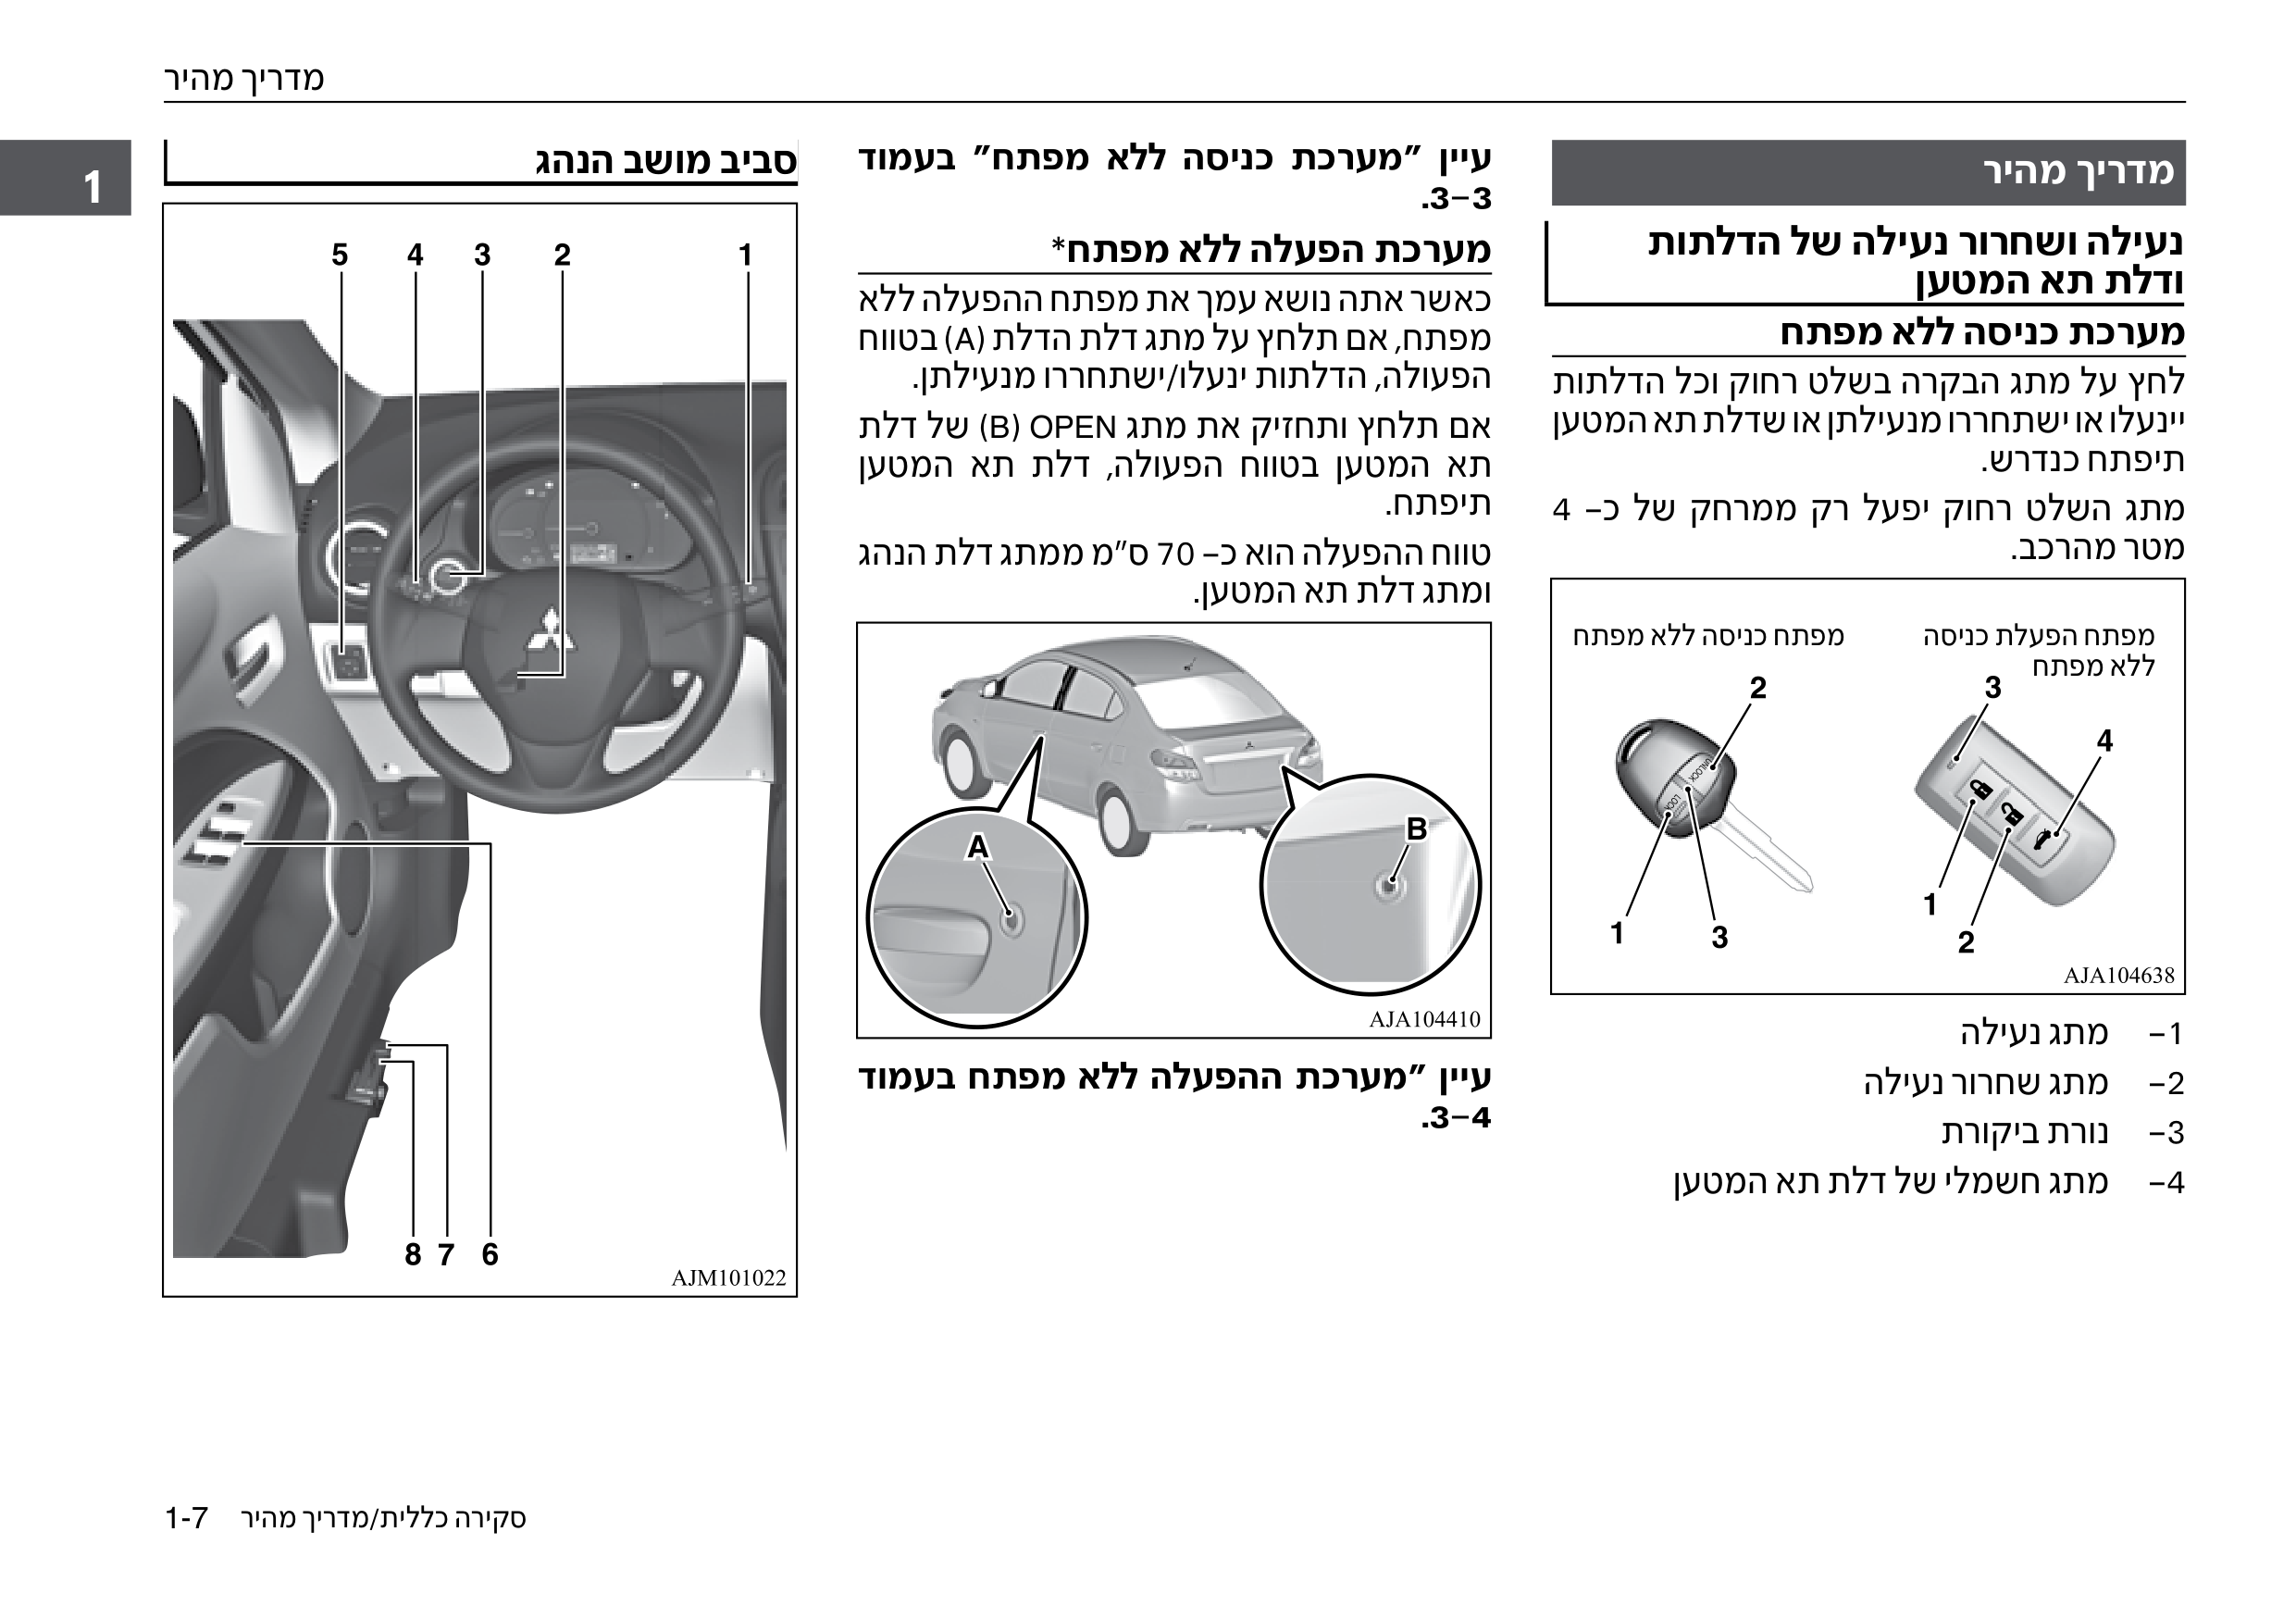 מדריך מהיר
1
מדריך מהיר
נעילה ושחרור נעילה של הדלתות
ודלת תא המטען
מערכת כניסה ללא מפתח
לחץ על מתג הבקרה בשלט רחוק וכל הדלתות
יינעלו או ישתחררו מנעילתן או שדלת תא המטען
תיפתח כנדרש.
מתג השלט רחוק יפעל רק ממרחק של כ– 4
מטר מהרכב.
מפתח הפעלת כניסה
ללא מפתח
מפתח כניסה ללא מפתח
3
4
1
2
2
UNLOCK
LOCK
1
3
AJA104638
1– מתג נעילה
2– מתג שחרור נעילה
3– נורת ביקורת
4– מתג חשמלי של דלת תא המטען
עיין ״מערכת כניסה ללא מפתח״ בעמוד
3–3.
מערכת הפעלה ללא מפתח*
כאשר אתה נושא עמך את מפתח ההפעלה ללא
מפתח, אם תלחץ על מתג דלת הדלת (A) בטווח
הפעולה, הדלתות ינעלו/ישתחררו מנעילתן.
אם תלחץ ותחזיק את מתג OPEN (B) של דלת
תא המטען בטווח הפעולה, דלת תא המטען
תיפתח.
טווח ההפעלה הוא כ– 70 ס״מ ממתג דלת הנהג
ומתג דלת תא המטען.
A
B
AJA104410
עיין ״מערכת ההפעלה ללא מפתח בעמוד
3–4.
סביב מושב הנהג
5 4 3 2 1
8 7 6
AJM101022
סקירה כללית/מדריך מהיר 1-7